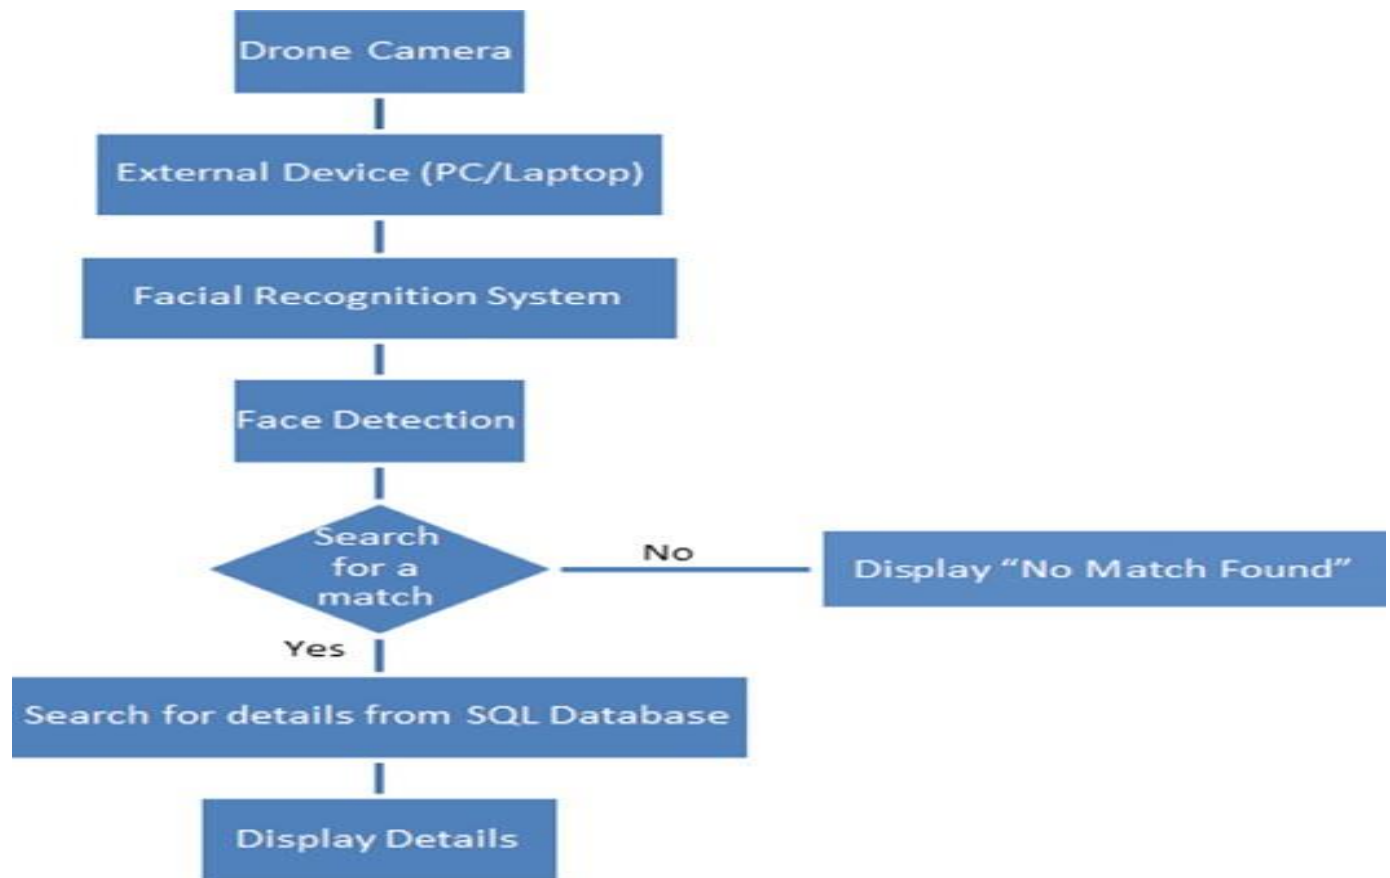 Drone Camera
External Device (PC/Laptop)
Facial Recognition System
Face Detection
Search
for a
match
No
Display “No Match Found”
Yes
Search for details from SQL Database
Display Details